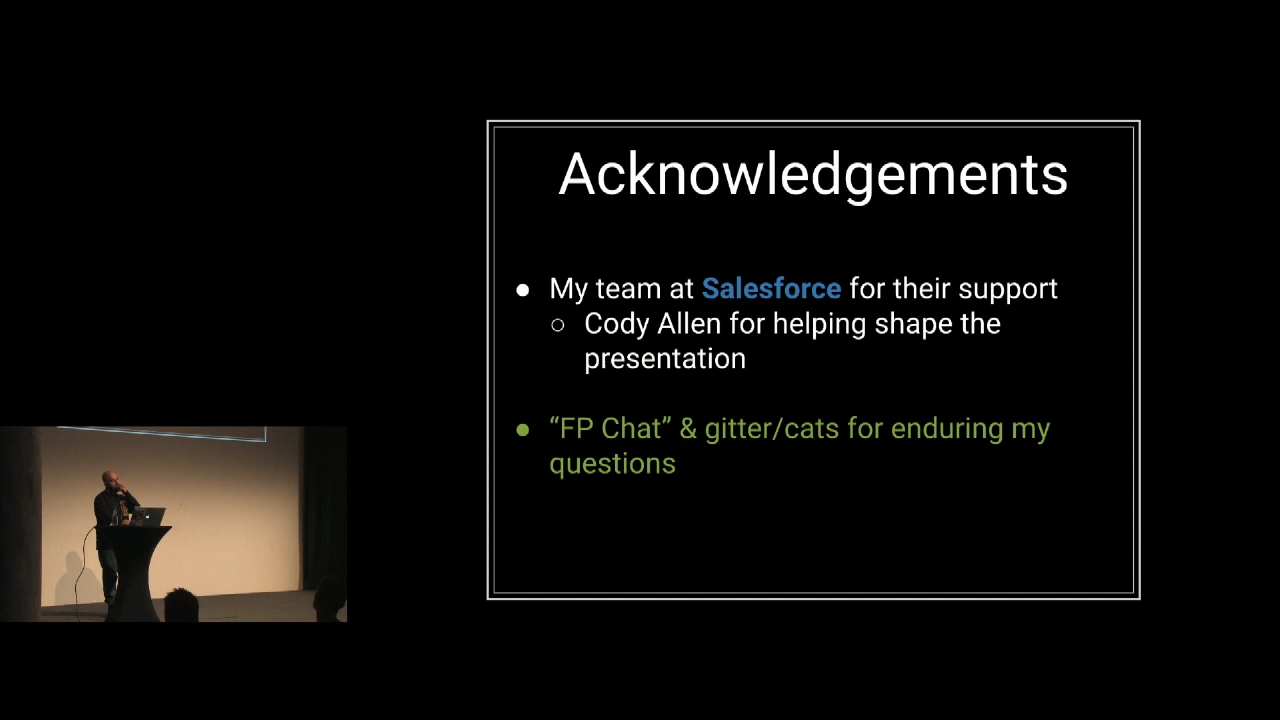 Acknowledgements
● My team at Salesforce for their support
○ Cody Allen for helping shape the
presentation
● “FP Chat” & gitter/cats for enduring my
questions